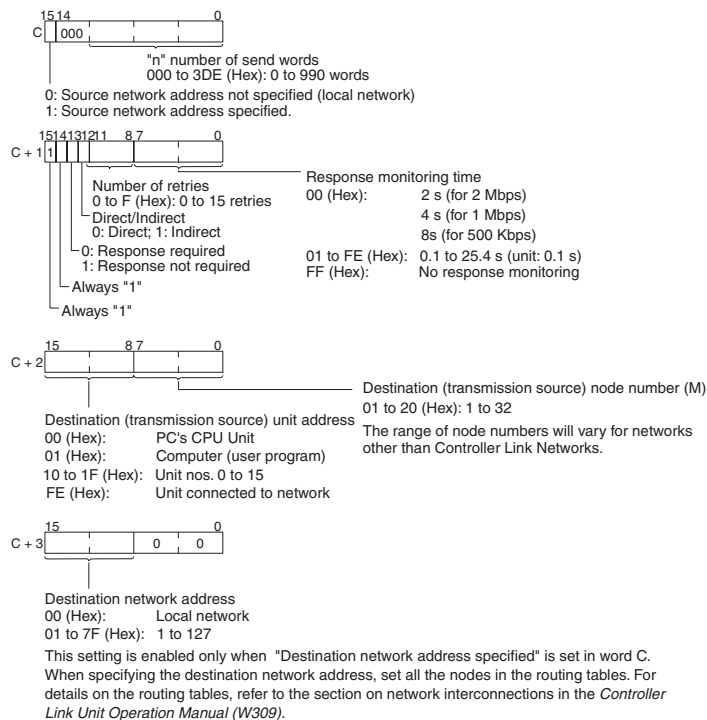 15 14 0
C 000
"n" number of send words
000 to 3DE (Hex): 0 to 990 words
0: Source network address not specified (local network)
1: Source network address specified.
15 14 13 12 11 8 7 0
C + 1 1
Number of retries
0 to F (Hex): 0 to 15 retries
Direct/Indirect
0: Direct; 1: Indirect
0: Response required
1: Response not required
Always "1"
Always "1"
Response monitoring time
00 (Hex): 2 s (for 2 Mbps)
4 s (for 1 Mbps)
8s (for 500 Kbps)
01 to FE (Hex): 0.1 to 25.4 s (unit: 0.1 s)
FF (Hex): No response monitoring
15 8 7 0
C + 2
Destination (transmission source) unit address
00 (Hex): PC's CPU Unit
01 (Hex): Computer (user program)
10 to 1F (Hex): Unit nos. 0 to 15
FE (Hex): Unit connected to network
Destination (transmission source) node number (M)
01 to 20 (Hex): 1 to 32
The range of node numbers will vary for networks
other than Controller Link Networks.
15 0
C + 3 0 0
Destination network address
00 (Hex): Local network
01 to 7F (Hex): 1 to 127
This setting is enabled only when "Destination network address specified" is set in word C.
When specifying the destination network address, set all the nodes in the routing tables. For
details on the routing tables, refer to the section on network interconnections in the Controller
Link Unit Operation Manual (W309).